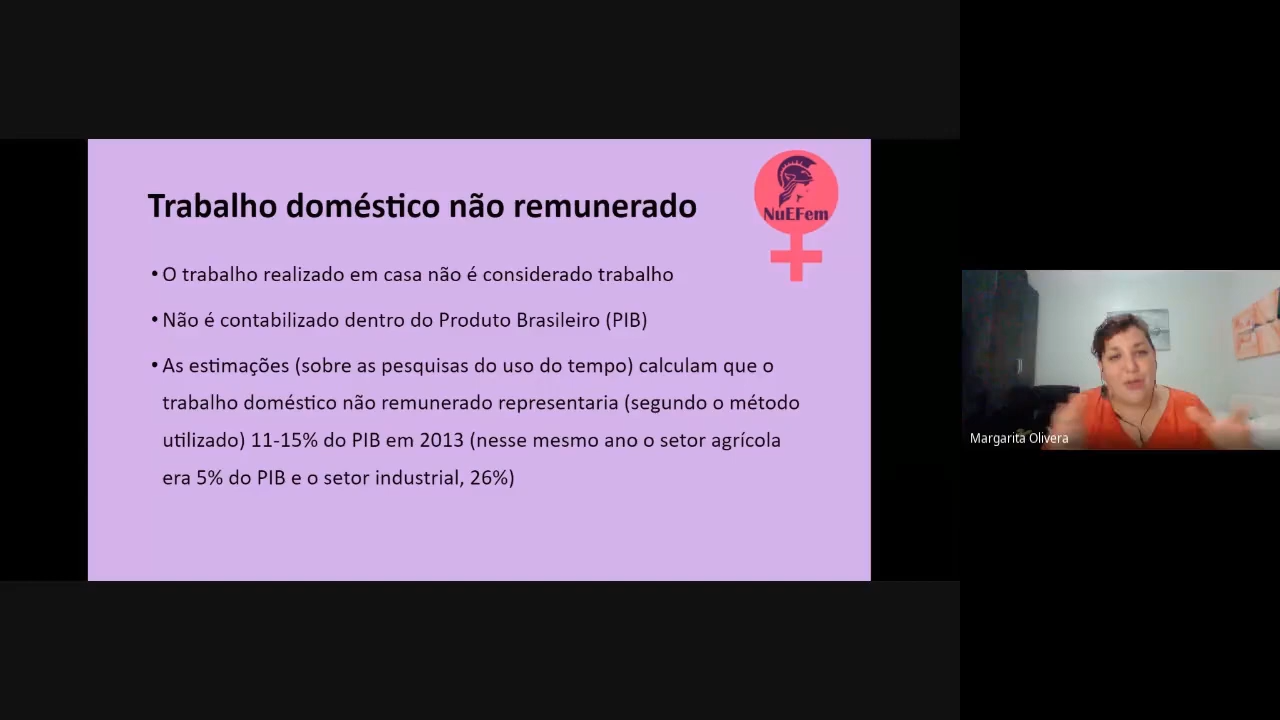 Trabalho doméstico não remunerado
NuEFem
• O trabalho realizado em casa não é considerado trabalho
• Não é contabilizado dentro do Produto Brasileiro (PIB)
• As estimações (sobre as pesquisas do uso do tempo) calculam que o
trabalho doméstico não remunerado representaria (segundo o método
utilizado) 11-15% do PIB em 2013 (nesse mesmo ano o setor agrícola
era 5% do PIB e o setor industrial, 26%)
Margarita Olivera